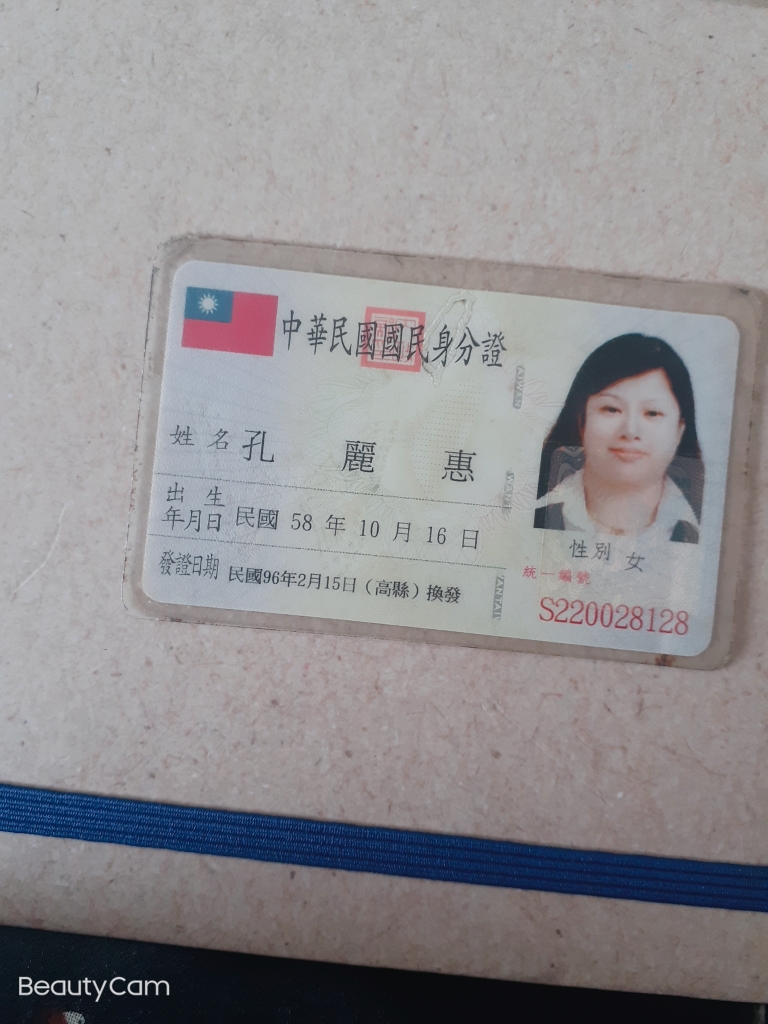 中華民國國民身分證
姓名 孔麗惠
出生年月日 民國 58 年 10 月 16 日
發證日期 民國96年2月15日（高縣）換發
性別 女
統一編號
S220028128
BeautyCam